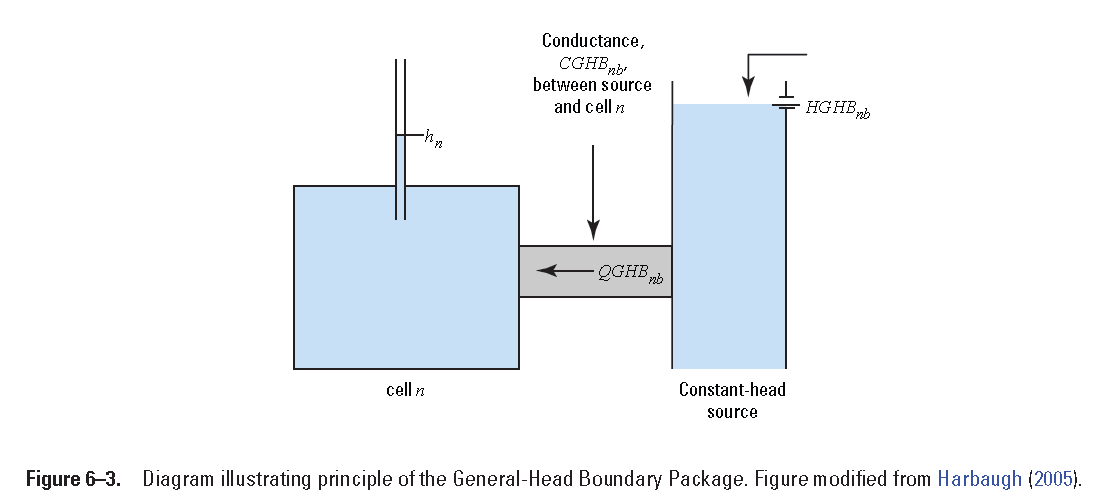 Conductance,
CGHBnb,
between source
and cell n
HGHBnb
hn
QGHBnb
cell n
Constant-head
source
Figure 6–3. Diagram illustrating principle of the General-Head Boundary Package. Figure modified from Harbaugh (2005).